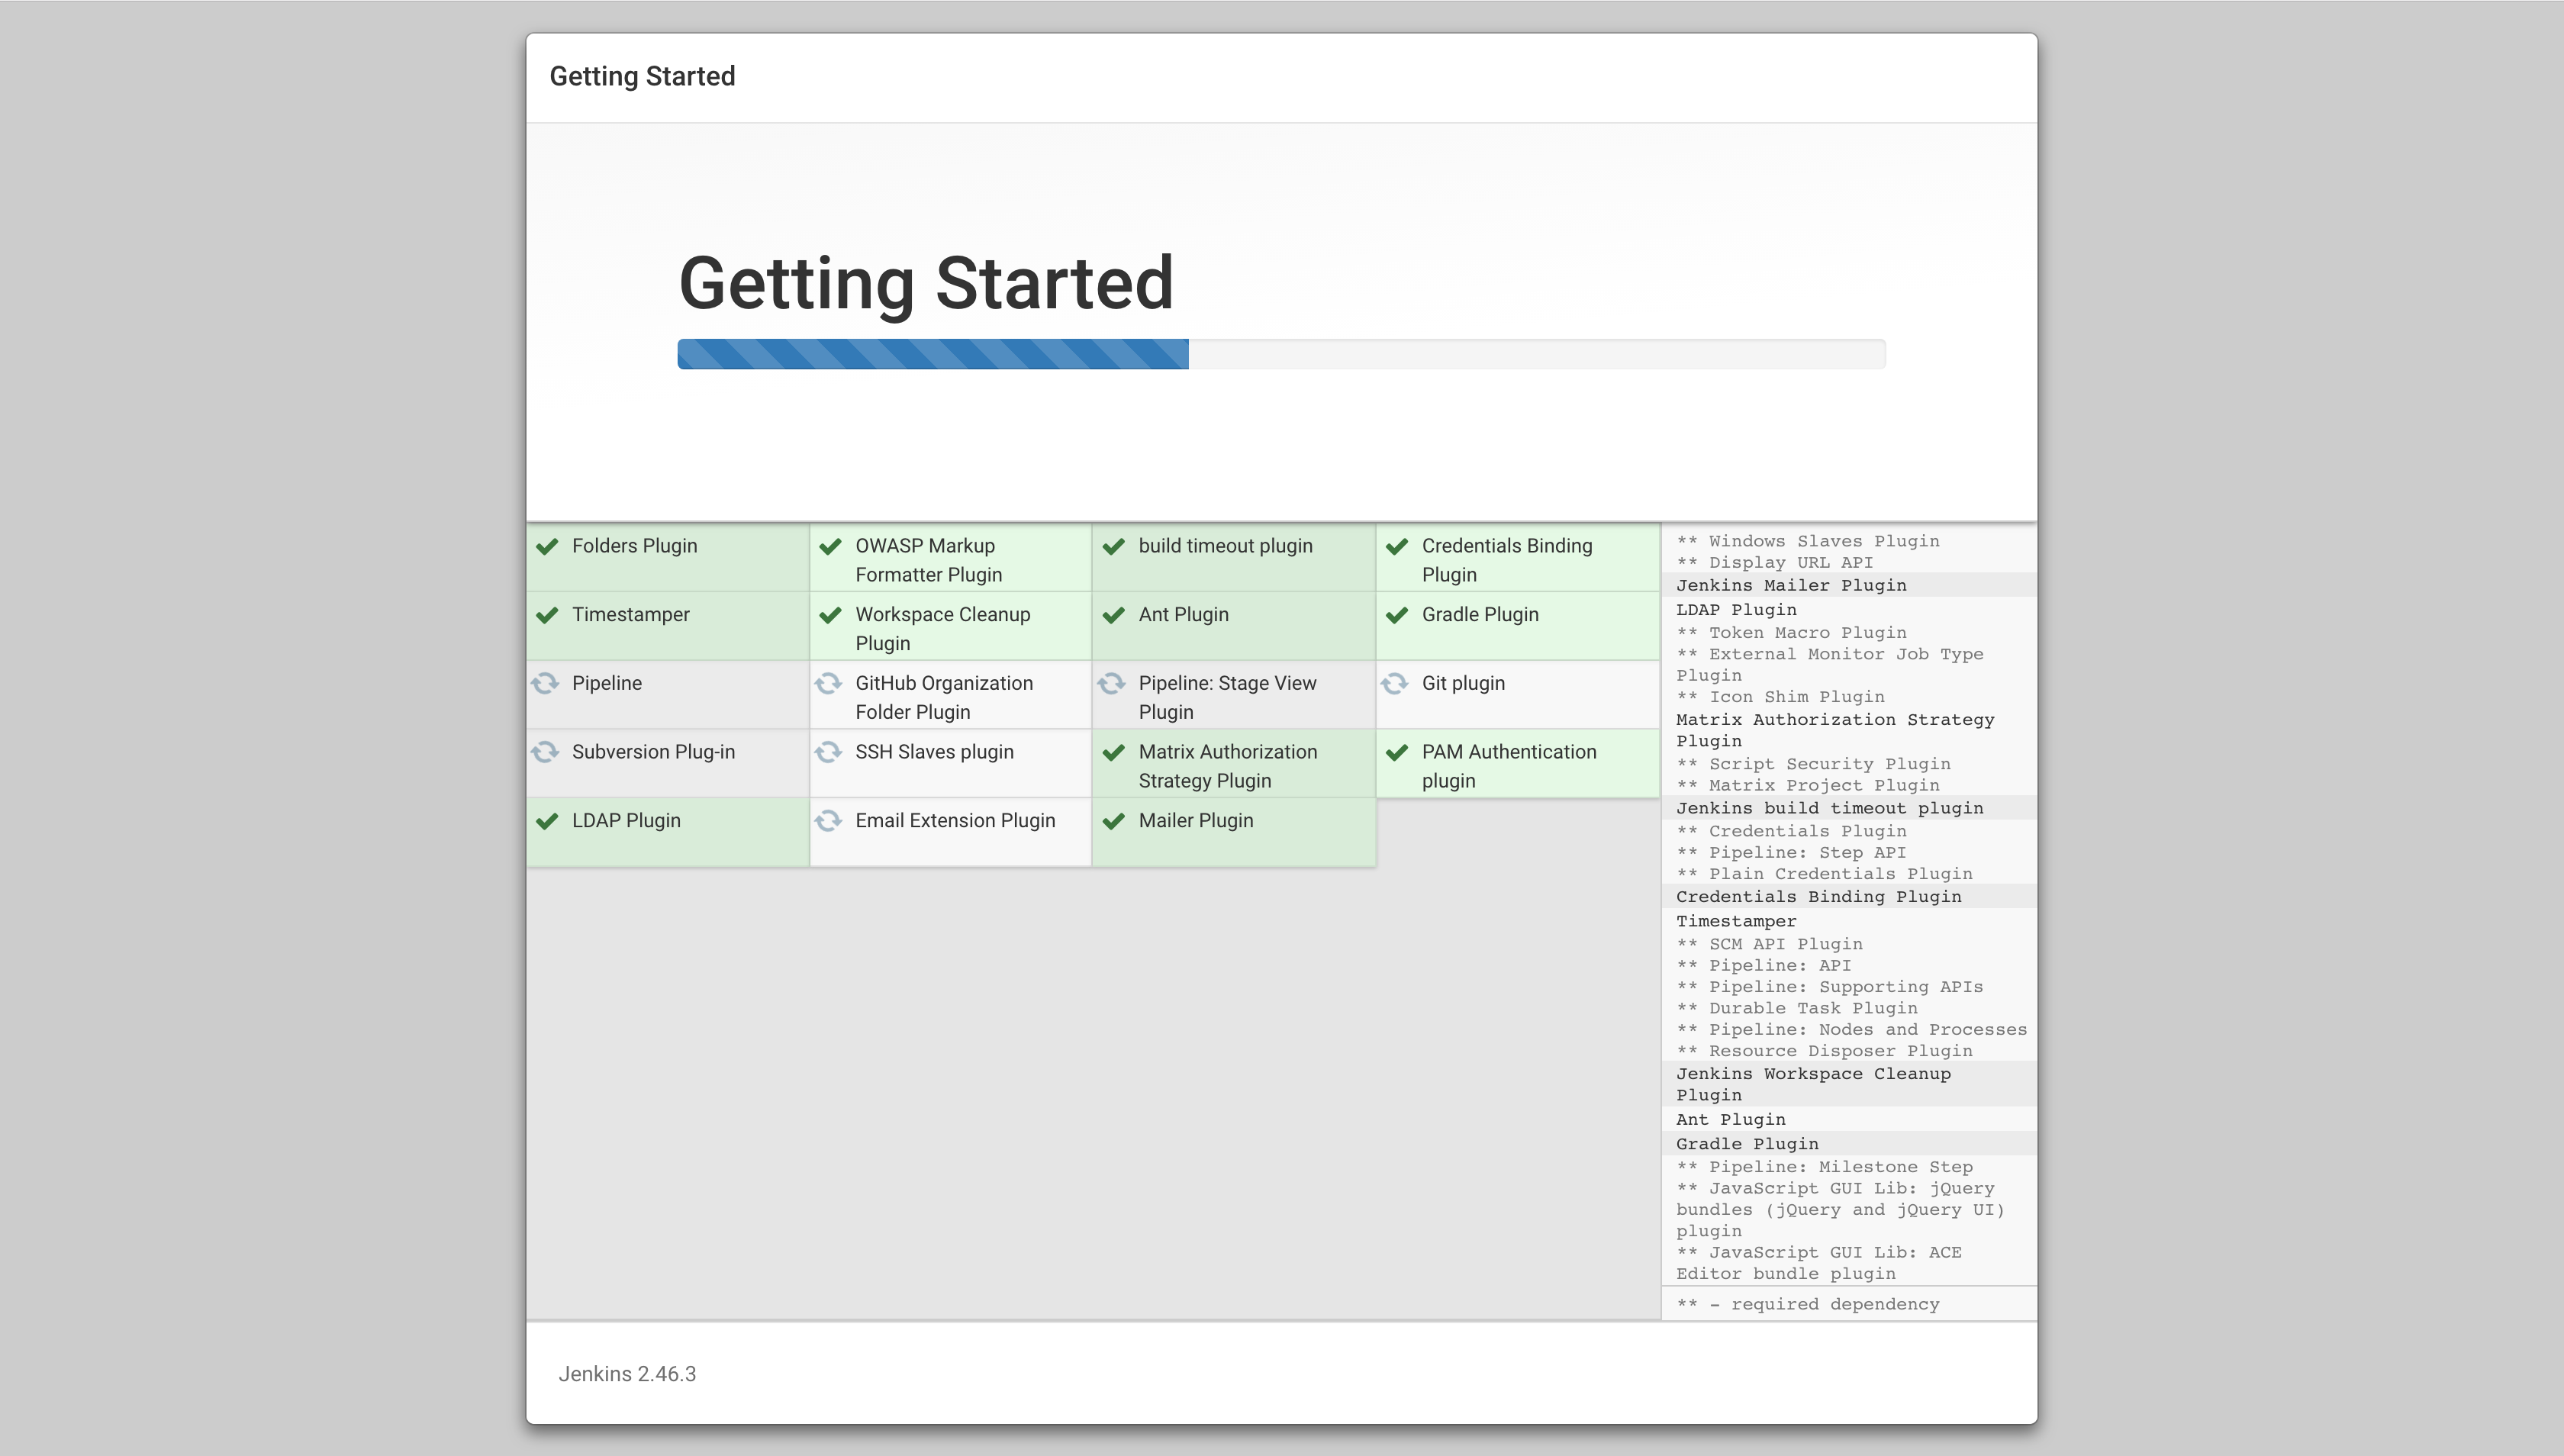 Getting Started
Getting Started
Folders Plugin
OWASP Markup
Formatter Plugin
build timeout plugin
Credentials Binding
Plugin
Timestamper
Workspace Cleanup
Plugin
Ant Plugin
Gradle Plugin
Pipeline
GitHub Organization
Folder Plugin
Pipeline: Stage View
Plugin
Git plugin
Subversion Plug-in
SSH Slaves plugin
Matrix Authorization
Strategy Plugin
PAM Authentication
plugin
LDAP Plugin
Email Extension Plugin
Mailer Plugin
** Windows Slaves Plugin
** Display URL API
Jenkins Mailer Plugin
LDAP Plugin
** Token Macro Plugin
** External Monitor Job Type
Plugin
** Icon Shim Plugin
Matrix Authorization Strategy
Plugin
** Script Security Plugin
** Matrix Project Plugin
Jenkins build timeout plugin
** Credentials Plugin
** Pipeline: Step API
** Plain Credentials Plugin
Credentials Binding Plugin
Timestamper
** SCM API Plugin
** Pipeline: API
** Pipeline: Supporting APIs
** Durable Task Plugin
** Pipeline: Nodes and Processes
** Resource Disposer Plugin
Jenkins Workspace Cleanup
Plugin
Ant Plugin
Gradle Plugin
** Pipeline: Milestone Step
** JavaScript GUI Lib: jQuery
bundles (jQuery and jQuery UI)
plugin
** JavaScript GUI Lib: ACE
Editor bundle plugin
** - required dependency
Jenkins 2.46.3